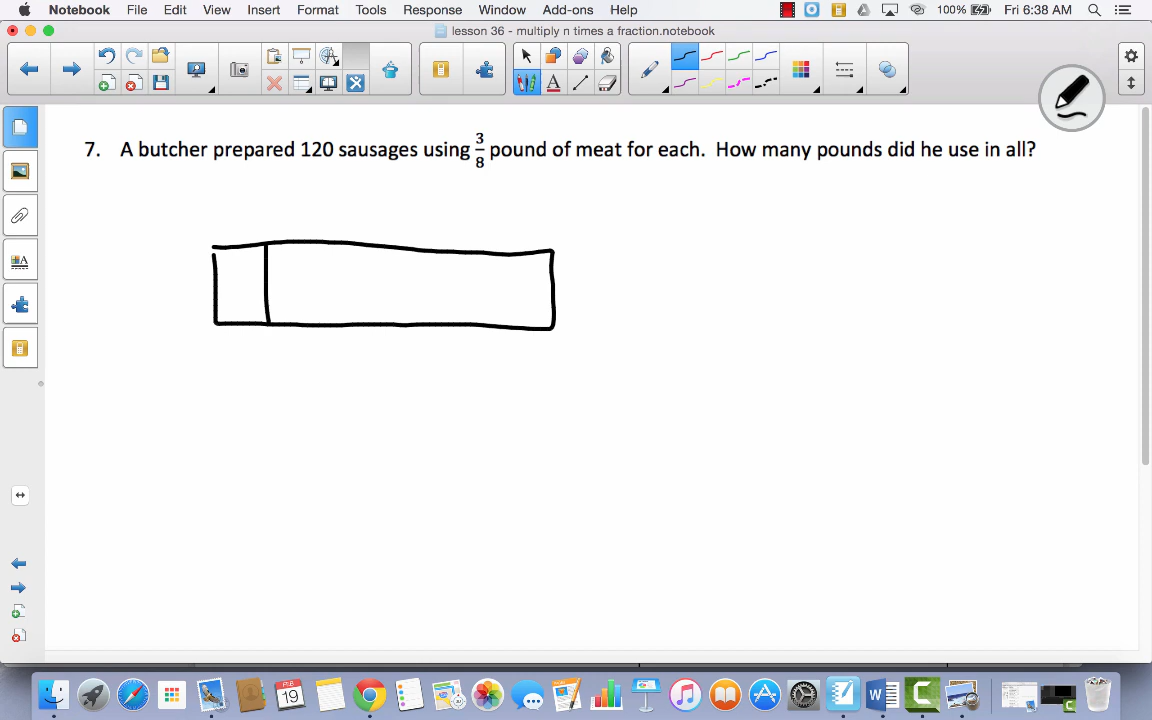 Notebook File Edit View Insert Format Tools Response Window Add-ons Help 100% Fri 6:38 AM
lesson 36 - multiply n times a fraction.notebook
7. A butcher prepared 120 sausages using 3/8 pound of meat for each. How many pounds did he use in all?
FEB
19